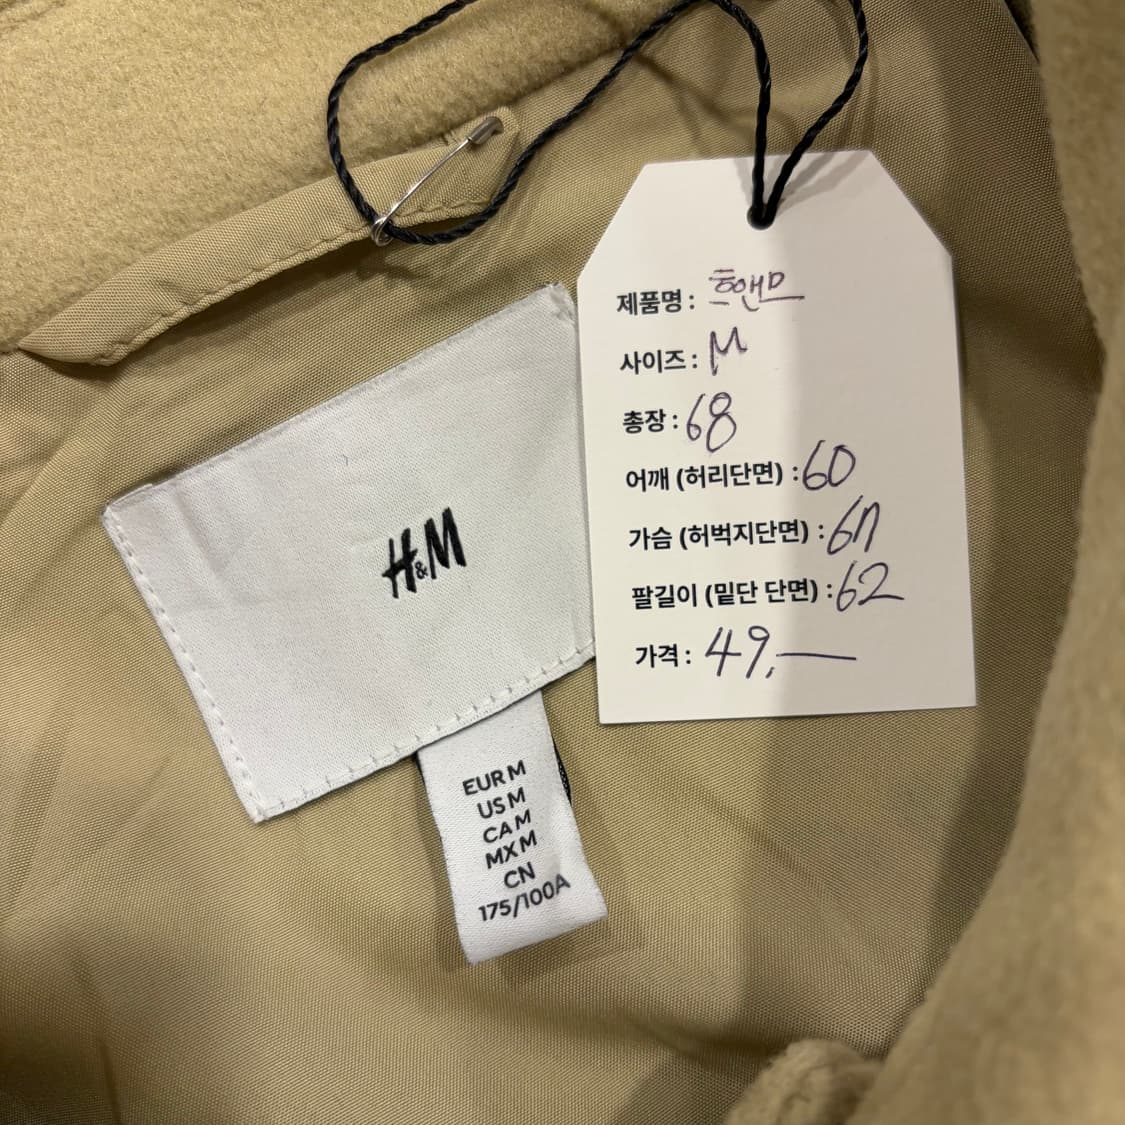 제품명 : 흐앤므
사이즈 : M
총장 : 68
어깨 (허리단면) : 60
가슴 (허벅지단면) : 67
팔길이 (밑단 단면) : 62
가격 : 49,—
H&M
EUR M
US M
CA M
MX M
CN
175/100A